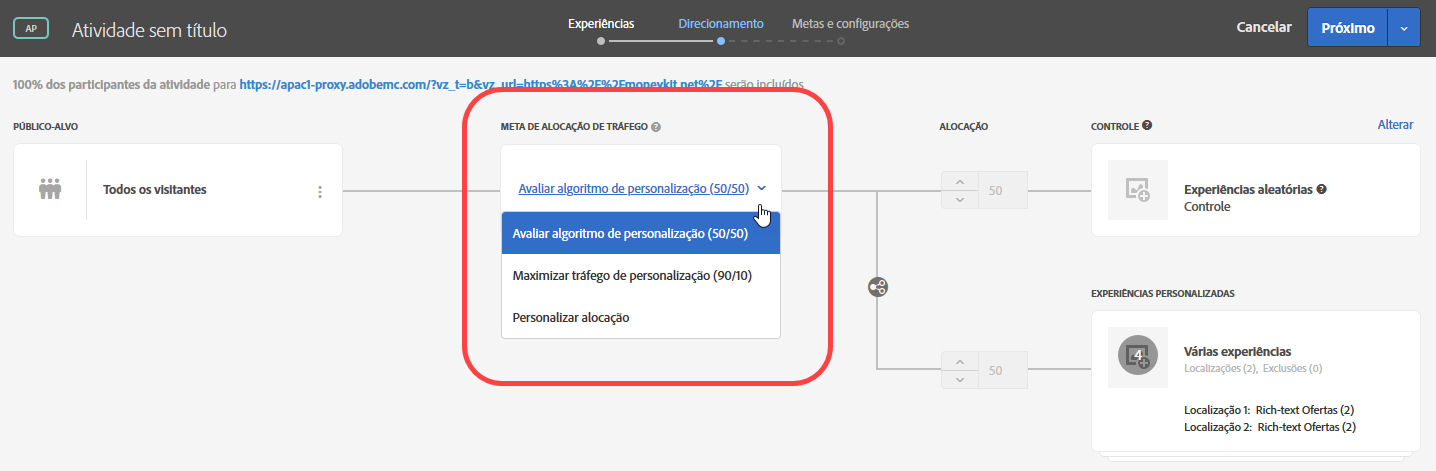 AP
Atividade sem título
Experiências
Direcionamento
Metas e configurações
Cancelar
Próximo
100% dos participantes da atividade para https://apac1-proxy.adobemc.com/?vz_t=b&vz_url=https%3A%2F%2Fmoneykit.net%2F serão incluídos
PÚBLICO-ALVO
META DE ALOCAÇÃO DE TRÁFEGO ?
ALOCAÇÃO
CONTROLE ?
Alterar
Todos os visitantes
Avaliar algoritmo de personalização (50/50)
50
Experiências aleatórias ?
Controle
Avaliar algoritmo de personalização (50/50)
Maximizar tráfego de personalização (90/10)
Personalizar alocação
EXPERIÊNCIAS PERSONALIZADAS
50
4
Várias experiências
Localizações (2), Exclusões (0)
Localização 1: Rich-text Ofertas (2)
Localização 2: Rich-text Ofertas (2)